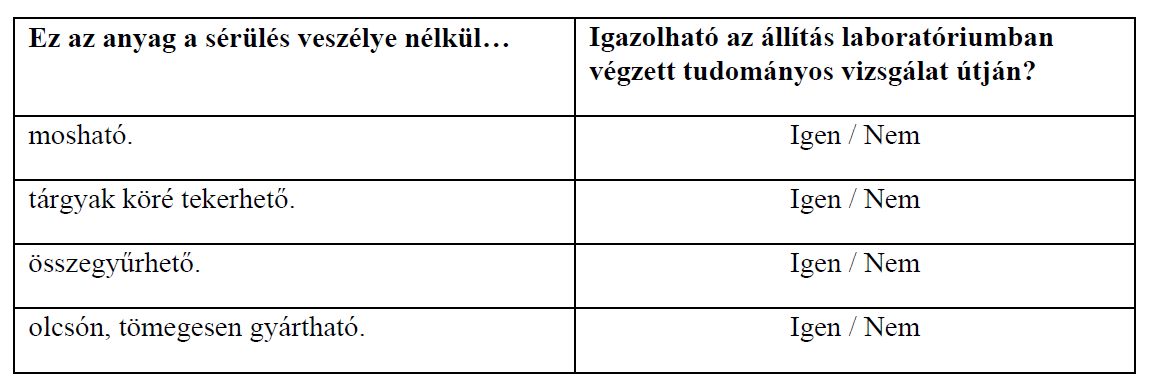 Ez az anyag a sérülés veszélye nélkül…
Igazolható az állítás laboratóriumban
végzett tudományos vizsgálat útján?
mosható.
Igen / Nem
tárgyak köré tekerhető.
Igen / Nem
összegyűrhető.
Igen / Nem
olcsón, tömegesen gyártható.
Igen / Nem